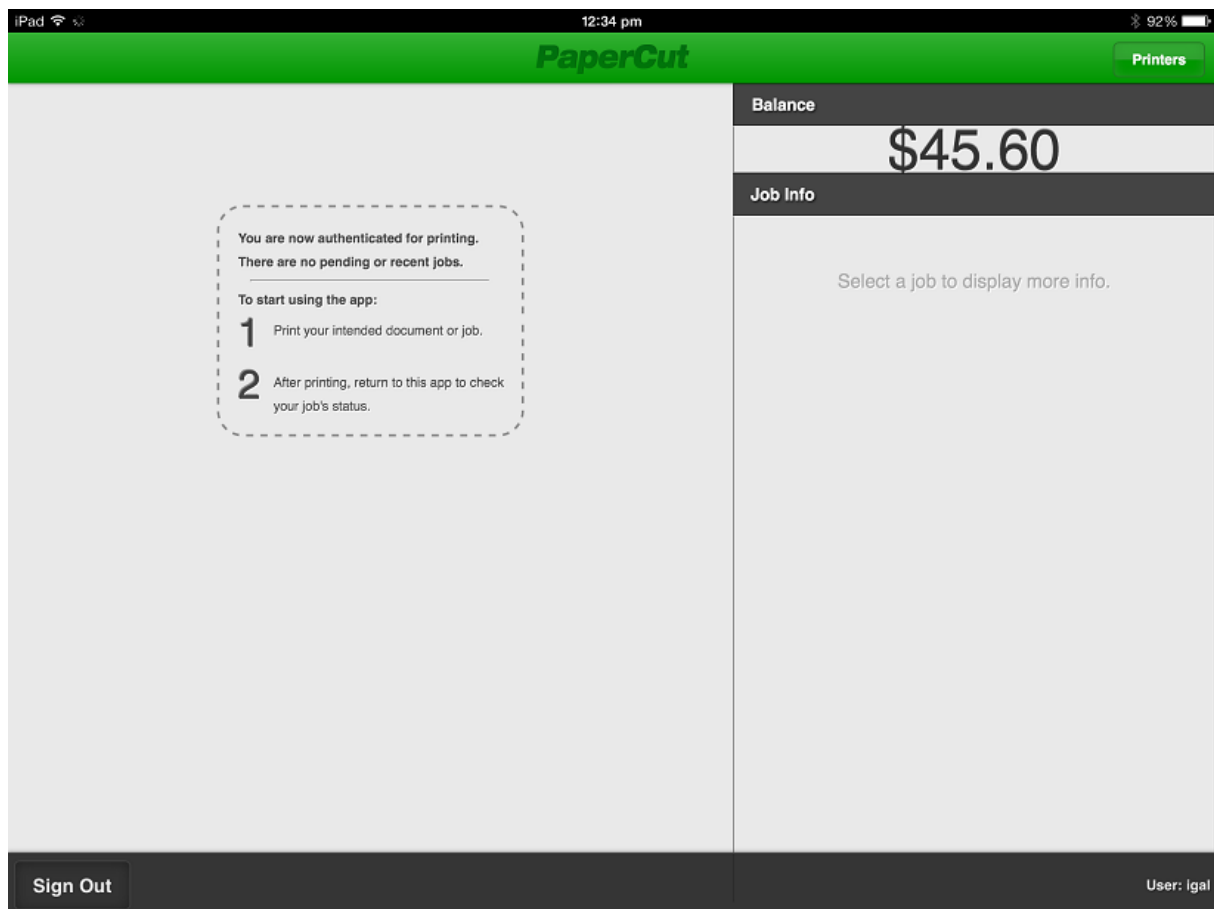 iPad 12:34 pm 92%
PaperCut
Printers
Balance
$45.60
Job Info
Select a job to display more info.
You are now authenticated for printing.
There are no pending or recent jobs.
To start using the app:
1 Print your intended document or job.
2 After printing, return to this app to check
your job's status.
Sign Out
User: igal